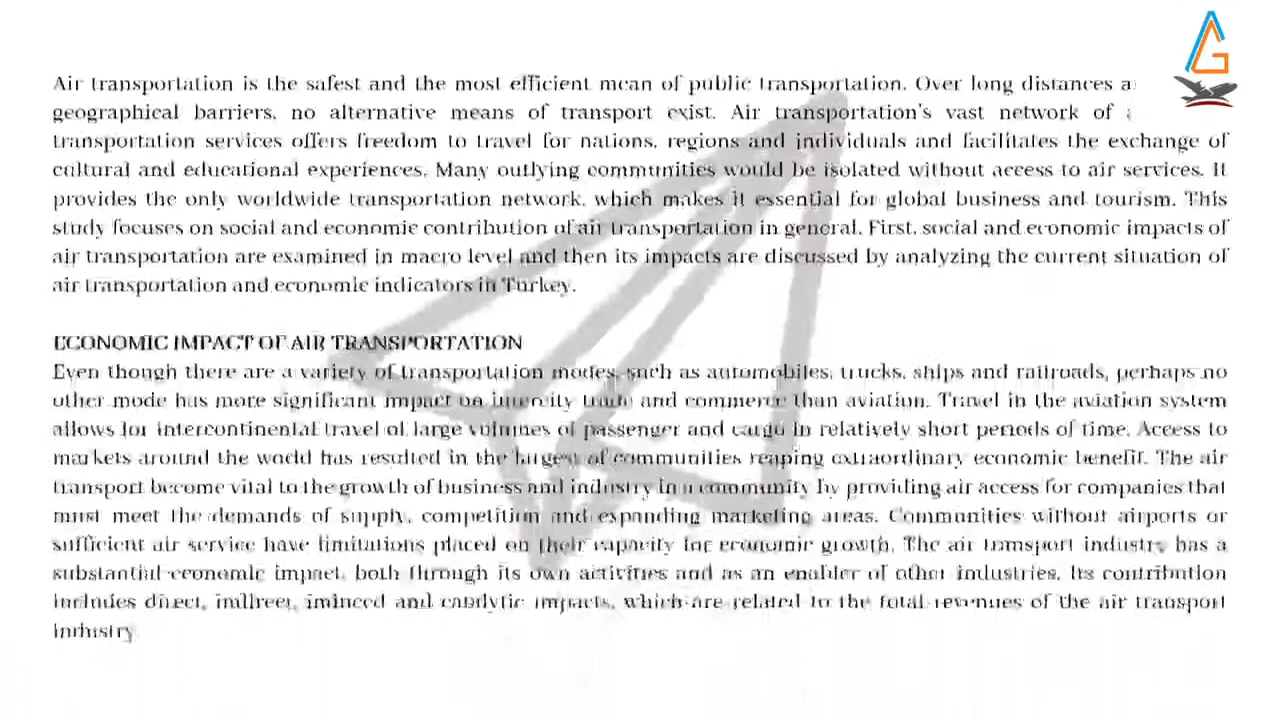 Air transportation is the safest and the most efficient mean of public transportation. Over long distances a
geographical barriers, no alternative means of transport exist. Air transportation's vast network of
transportation services offers freedom to travel for nations, regions and individuals and facilitates the exchange of
cultural and educational experiences. Many outlying communities would be isolated without access to air services. It
provides the only worldwide transportation network, which makes it essential for global business and tourism. This
study focuses on social and economic contribution of air transportation in general. First, social and economic impacts of
air transportation are examined in macro level and then its impacts are discussed by analyzing the current situation of
air transportation and economic indicators in Turkey.
ECONOMIC IMPACT OF AIR TRANSPORTATION
Even though there are a variety of transportation modes, such as automobiles, trucks, ships and railroads, perhaps no
other mode has more significant impact on intercity trade and commerce than aviation. Travel in the aviation system
allows for intercontinental travel of large volumes of passenger and cargo in relatively short periods of time. Access to
markets around the world has resulted in the largest of communities reaping extraordinary economic benefit. The air
transport become vital to the growth of business and industry in a community by providing air access for companies that
must meet the demands of supply, competition and expanding marketing areas. Communities without airports or
sufficient air service have limitations placed on their capacity for economic growth. The air transport industry has a
substantial economic impact, both through its own activities and as an enabler of other industries. Its contribution
includes direct, indirect, induced and catalytic impacts, which are related to the total revenues of the air transport
industry